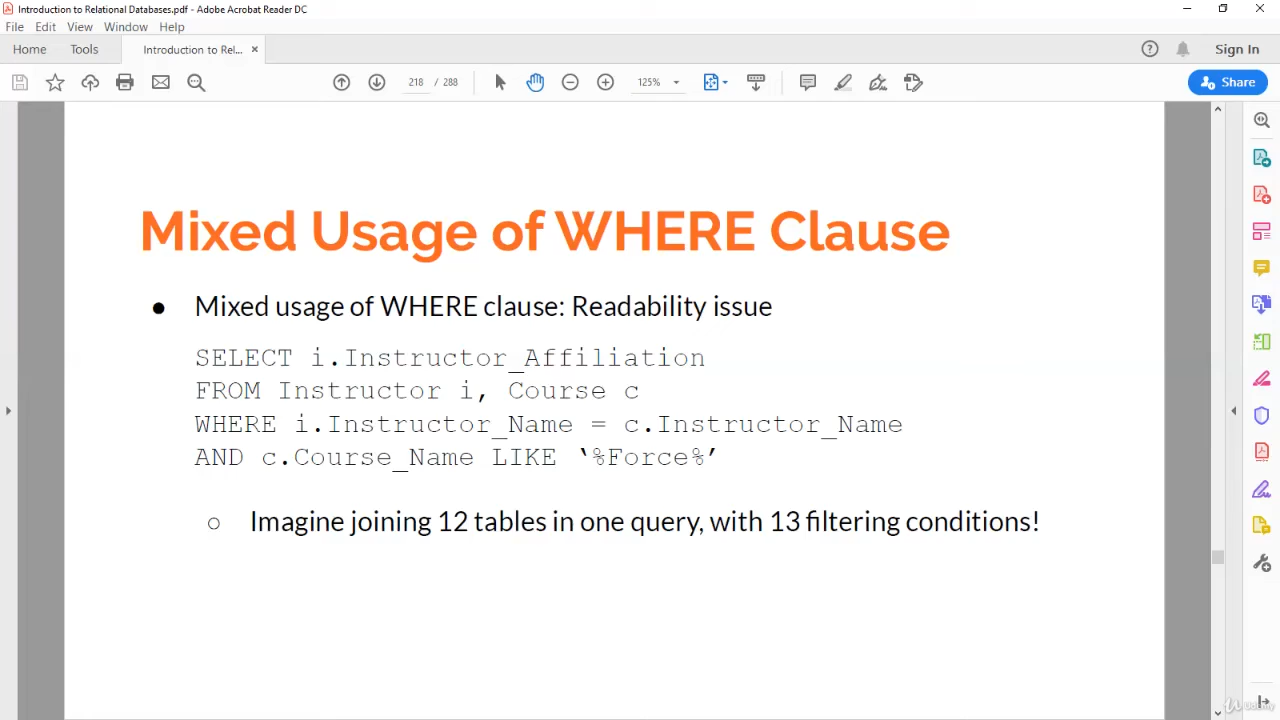 Introduction to Relational Databases.pdf - Adobe Acrobat Reader DC
File Edit View Window Help
Home Tools Introduction to Rel... × Sign In
218 / 288 125% Share
Mixed Usage of WHERE Clause
● Mixed usage of WHERE clause: Readability issue
SELECT i.Instructor_Affiliation
FROM Instructor i, Course c
WHERE i.Instructor_Name = c.Instructor_Name
AND c.Course_Name LIKE ‘%Force%’
○ Imagine joining 12 tables in one query, with 13 filtering conditions!
Udemy